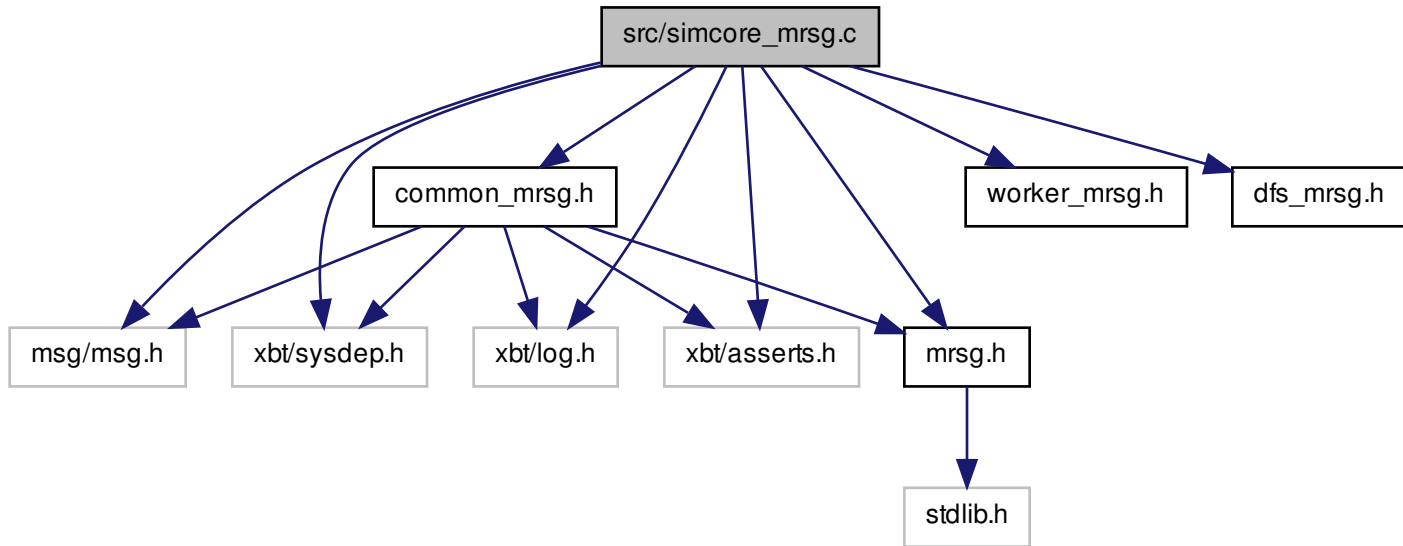 src/simcore_mrsg.c
common_mrsg.h
worker_mrsg.h
dfs_mrsg.h
msg/msg.h
xbt/sysdep.h
xbt/log.h
xbt/asserts.h
mrsg.h
stdlib.h